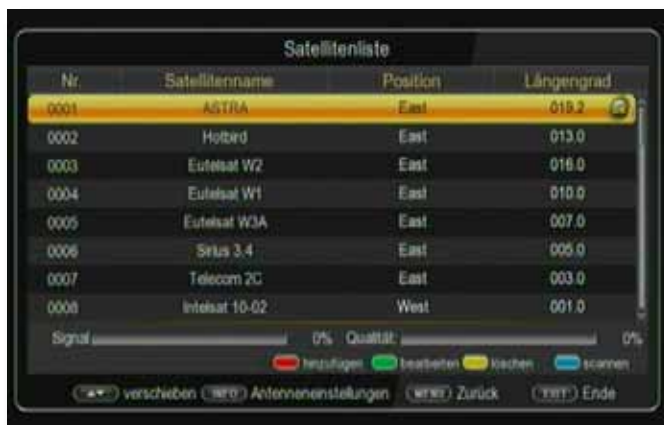 Satellitenliste
Nr. Satellitenname Position Längengrad
0001 ASTRA East 019.2
0002 Hotbird East 013.0
0003 Eutelsat W2 East 016.0
0004 Eutelsat W1 East 010.0
0005 Eutelsat W3A East 007.0
0006 Sirius 3,4 East 005.0
0007 Telecom 2C East 003.0
0008 Intelsat 10-02 West 001.0
Signal 0% Qualität 0%
hinzufügen bearbeiten löschen scannen
verschieben INFO Antenneneinstellungen MENU Zurück EXIT Ende